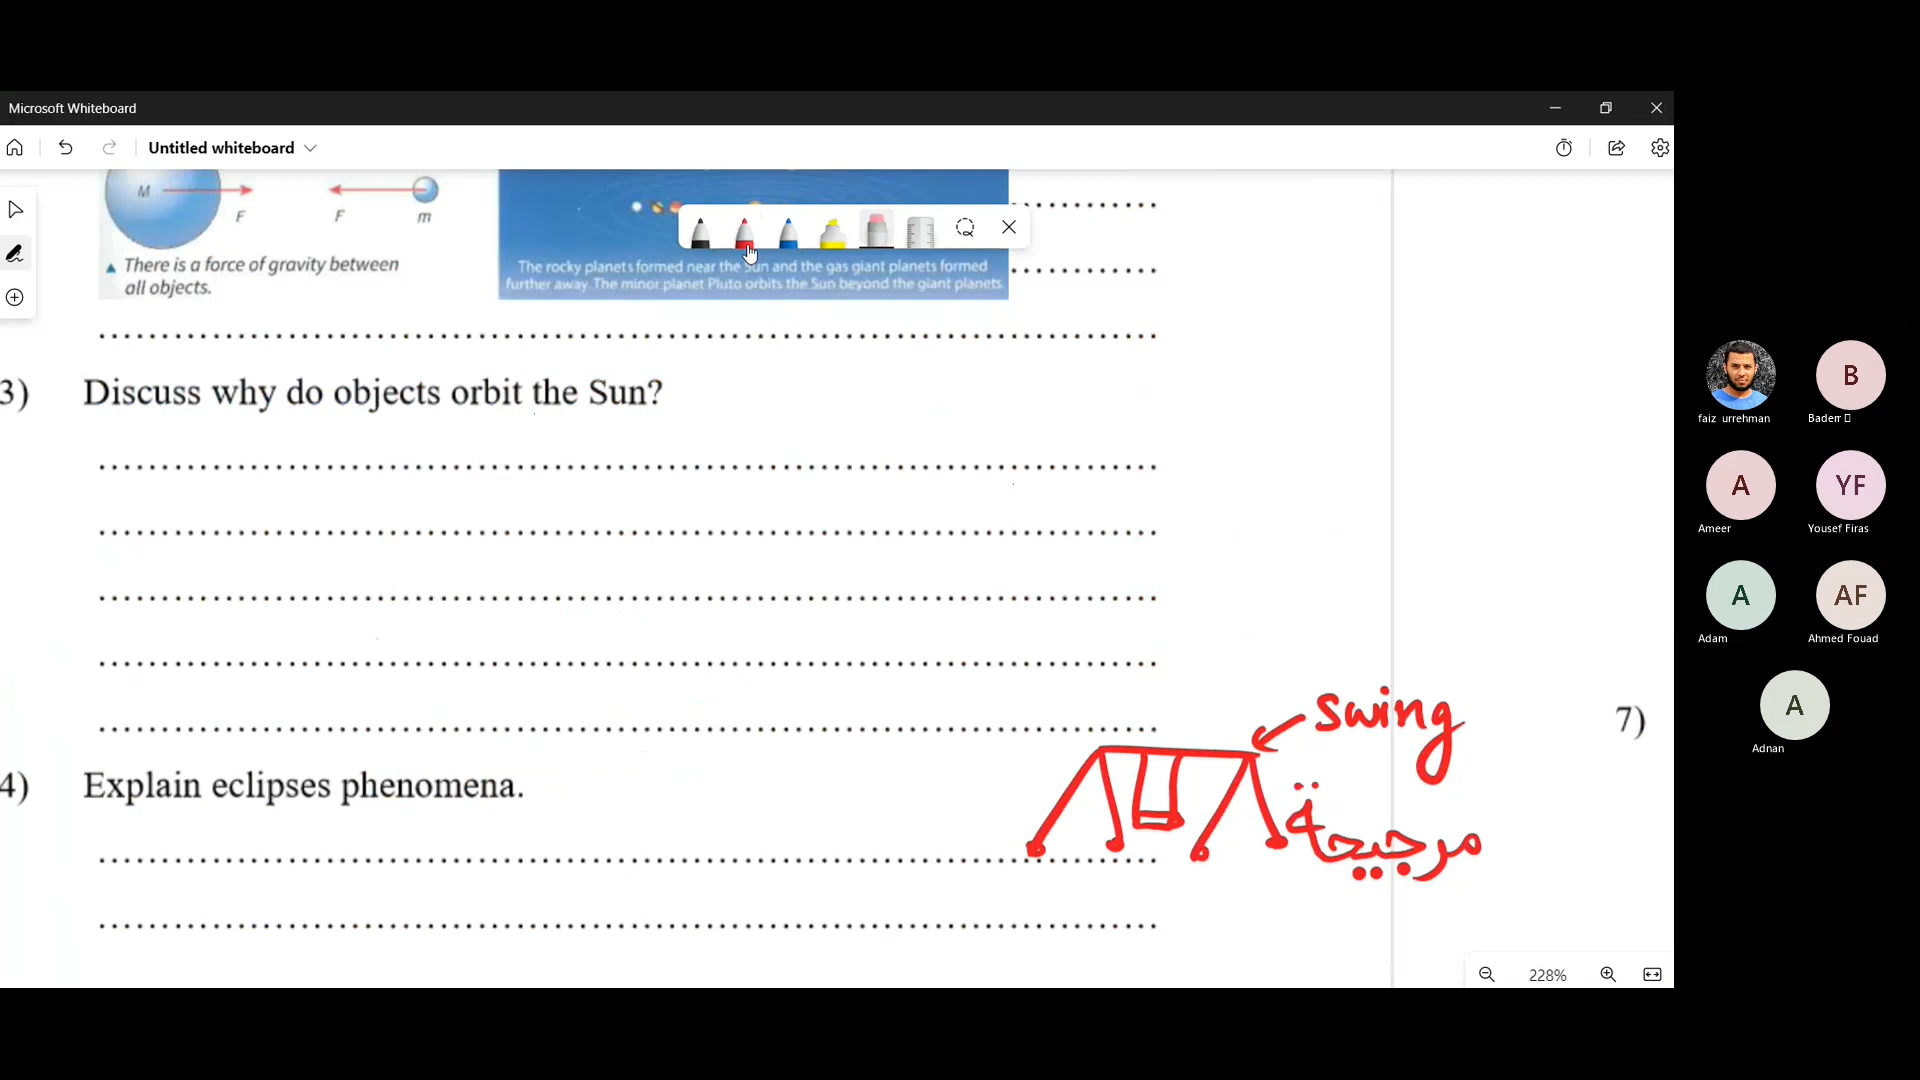 Microsoft Whiteboard
Untitled whiteboard
M
F
F
m
There is a force of gravity between
all objects.
The rocky planets formed near the Sun and the gas giant planets formed
further away. The minor planet Pluto orbits the Sun beyond the giant planets
3) Discuss why do objects orbit the Sun?
4) Explain eclipses phenomena.
swing
مرجيحة
7)
228%
faiz urrehman
B
Baderr
A
Ameer
YF
Yousef Firas
A
Adam
AF
Ahmed Fouad
A
Adnan